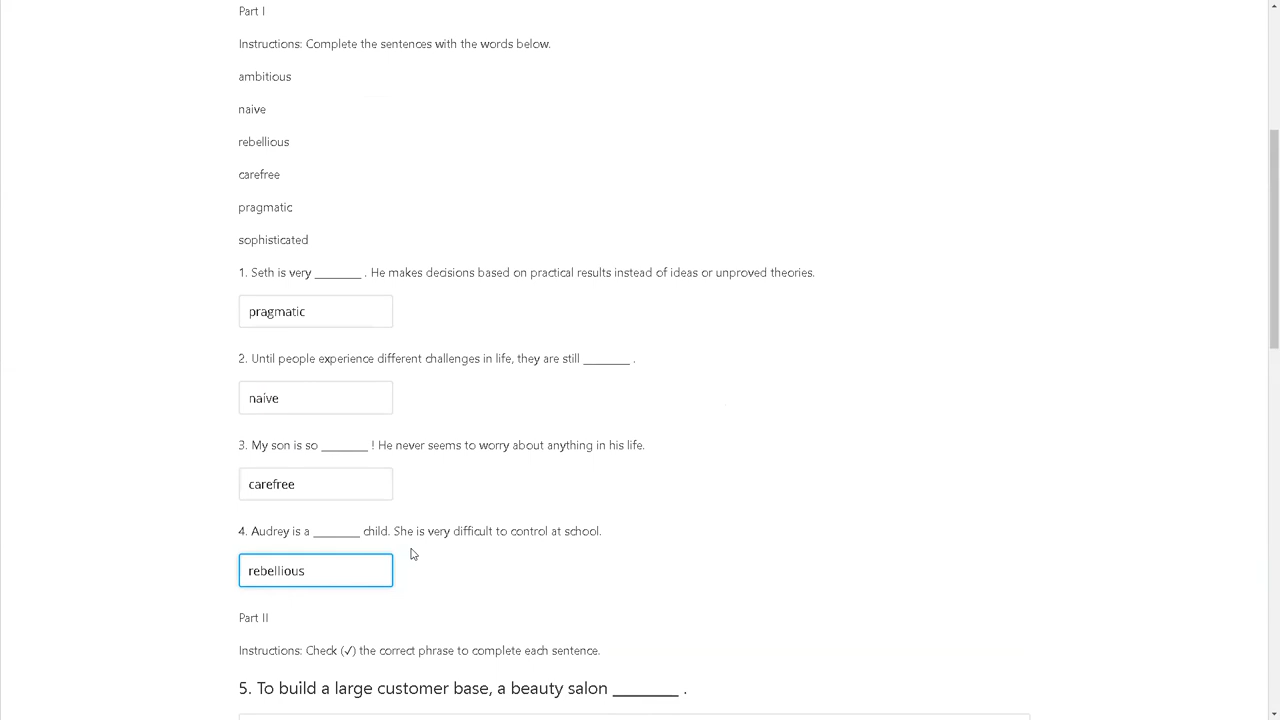 Part I
Instructions: Complete the sentences with the words below.
ambitious
naive
rebellious
carefree
pragmatic
sophisticated
1. Seth is very ________ . He makes decisions based on practical results instead of ideas or unproved theories.
pragmatic
2. Until people experience different challenges in life, they are still ________ .
naive
3. My son is so ________ ! He never seems to worry about anything in his life.
carefree
4. Audrey is a ________ child. She is very difficult to control at school.
rebellious
Part II
Instructions: Check (✓) the correct phrase to complete each sentence.
5. To build a large customer base, a beauty salon ________ .